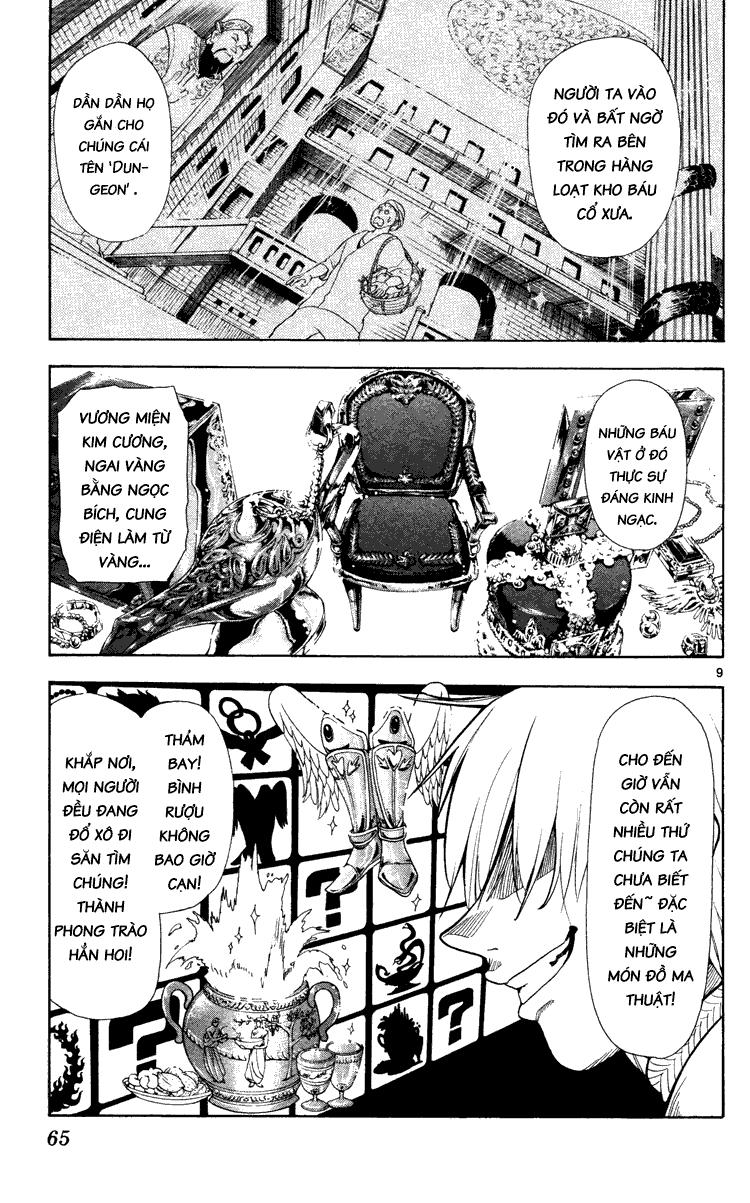 NGƯỜI TA VÀO
ĐÓ VÀ BẤT NGỜ
TÌM RA BÊN
TRONG HÀNG
LOẠT KHO BÁU
CỔ XƯA.
DẦN DẦN HỌ
GẮN CHO
CHÚNG CÁI
TÊN 'DUN-
GEON' .
NHỮNG BÁU
VẬT Ở ĐÓ
THỰC SỰ
ĐÁNG KINH
NGẠC.
VƯƠNG MIỆN
KIM CƯƠNG,
NGAI VÀNG
BẰNG NGỌC
BÍCH, CUNG
ĐIỆN LÀM TỪ
VÀNG...
9
CHO ĐẾN
GIỜ VẪN
CÒN RẤT
NHIỀU THỨ
CHÚNG TA
CHƯA BIẾT
ĐẾN~ ĐẶC
BIỆT LÀ
NHỮNG
MÓN ĐỒ MA
THUẬT!
THẢM
BAY!
BÌNH
RƯỢU
KHÔNG
BAO GIỜ
CẠN!
KHẮP NƠI,
MỌI NGƯỜI
ĐỀU ĐANG
ĐỔ XÔ ĐI
SĂN TÌM
CHÚNG!
THÀNH
PHONG TRÀO
HẲN HOI!
?
?
?
65